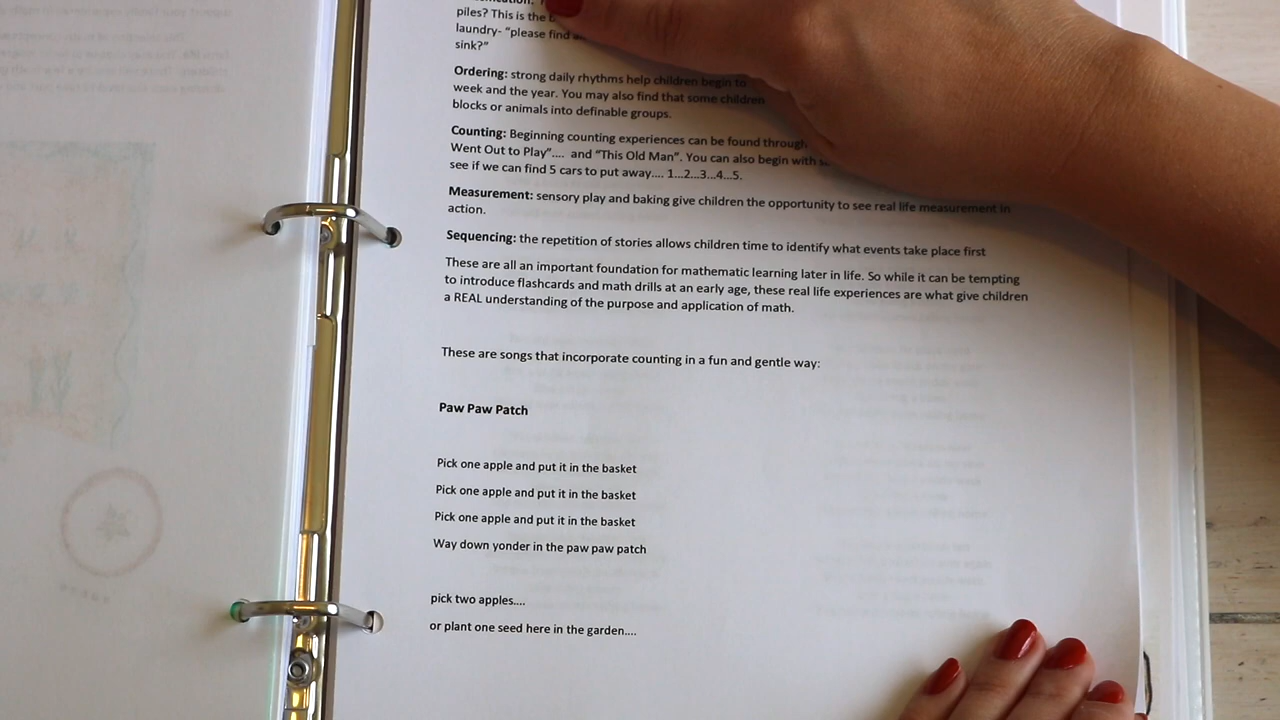 piles? This is the
laundry- "please find
sink?"
Ordering: strong daily rhythms help children begin to
week and the year. You may also find that some children
blocks or animals into definable groups.
Counting: Beginning counting experiences can be found through
Went Out to Play".... and "This Old Man". You can also begin with
see if we can find 5 cars to put away.... 1...2...3...4...5.
Measurement: sensory play and baking give children the opportunity to see real life measurement in
action.
Sequencing: the repetition of stories allows children time to identify what events take place first
These are all an important foundation for mathematic learning later in life. So while it can be tempting
to introduce flashcards and math drills at an early age, these real life experiences are what give children
a REAL understanding of the purpose and application of math.
These are songs that incorporate counting in a fun and gentle way:
Paw Paw Patch
Pick one apple and put it in the basket
Pick one apple and put it in the basket
Pick one apple and put it in the basket
Way down yonder in the paw paw patch
pick two apples....
or plant one seed here in the garden....